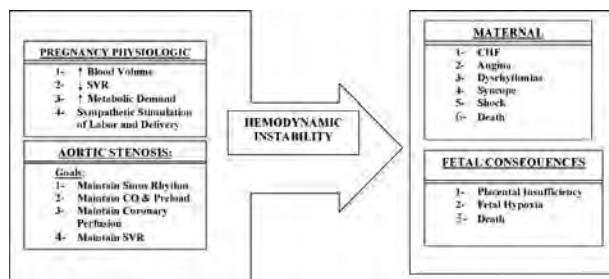 PREGNANCY PHYSIOLOGIC
1- ↑ Blood Volume
2- ↓ SVR
3- ↑ Metabolic Demand
4- Sympathetic Stimulation
of Labor and Delivery
AORTIC STENOSIS:
Goals:
1- Maintain Sinus Rhythm
2- Maintain CO & Preload
3- Maintain Coronary
Perfusion
4- Maintain SVR
HEMODYNAMIC
INSTABILITY
MATERNAL
1- CHF
2- Angina
3- Dysrhythmias
4- Syncope
5- Shock
6- Death
FETAL CONSEQUENCES
1- Placental Insufficiency
2- Fetal Hypoxia
3- Death